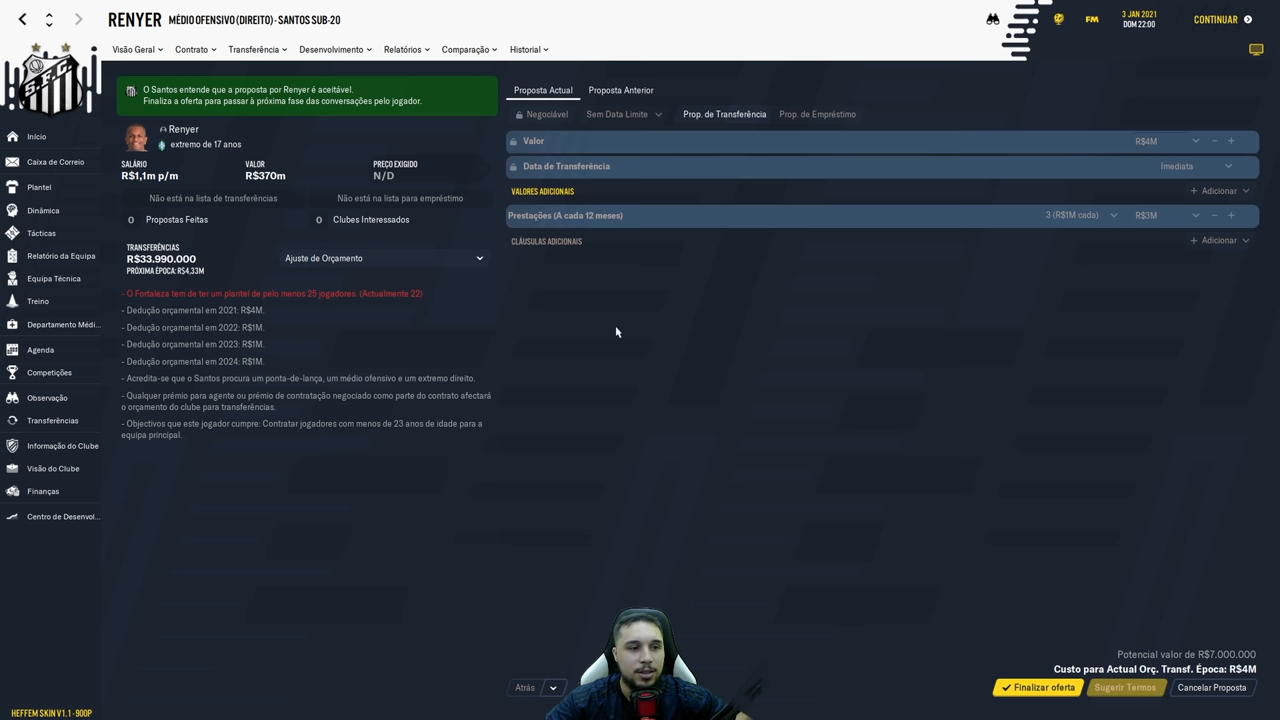 RENYER MÉDIO OFENSIVO (DIREITO) - SANTOS SUB-20
FM
3 JAN 2021
DOM 22:00
CONTINUAR
Visão Geral
Contrato
Transferência
Desenvolvimento
Relatórios
Comparação
Historial
Início
Caixa de Correio
Plantel
Dinâmica
Tácticas
Relatório da Equipa
Equipa Técnica
Treino
Departamento Médi...
Agenda
Competições
Observação
Transferências
Informação do Clube
Visão do Clube
Finanças
Centro de Desenvol...
HEFFEM SKIN V1.1 - 900P
O Santos entende que a proposta por Renyer é aceitável.
Finaliza a oferta para passar à próxima fase das conversações pelo jogador.
Renyer
extremo de 17 anos
SALÁRIO
R$1,1m p/m
VALOR
R$370m
PREÇO EXIGIDO
N/D
Não está na lista de transferências
Não está na lista para empréstimo
0 Propostas Feitas
0 Clubes Interessados
TRANSFERÊNCIAS
R$33.990.000
PRÓXIMA ÉPOCA: R$4,33M
Ajuste de Orçamento
- O Fortaleza tem de ter um plantel de pelo menos 25 jogadores. (Actualmente 22)
- Dedução orçamental em 2021: R$4M.
- Dedução orçamental em 2022: R$1M.
- Dedução orçamental em 2023: R$1M.
- Dedução orçamental em 2024: R$1M.
- Acredita-se que o Santos procura um ponta-de-lança, um médio ofensivo e um extremo direito.
- Qualquer prémio para agente ou prémio de contratação negociado como parte do contrato afectará
o orçamento do clube para transferências.
- Objectivos que este jogador cumpre: Contratar jogadores com menos de 23 anos de idade para a
equipa principal.
Proposta Actual
Proposta Anterior
Negociável
Sem Data Limite
Prop. de Transferência
Prop. de Empréstimo
Valor R$4M
Data de Transferência Imediata
VALORES ADICIONAIS
+ Adicionar
Prestações (A cada 12 meses) 3 (R$1M cada) R$3M
CLÁUSULAS ADICIONAIS
+ Adicionar
Potencial valor de R$7.000.000
Custo para Actual Orç. Transf. Época: R$4M
Atrás
Finalizar oferta
Sugerir Termos
Cancelar Proposta